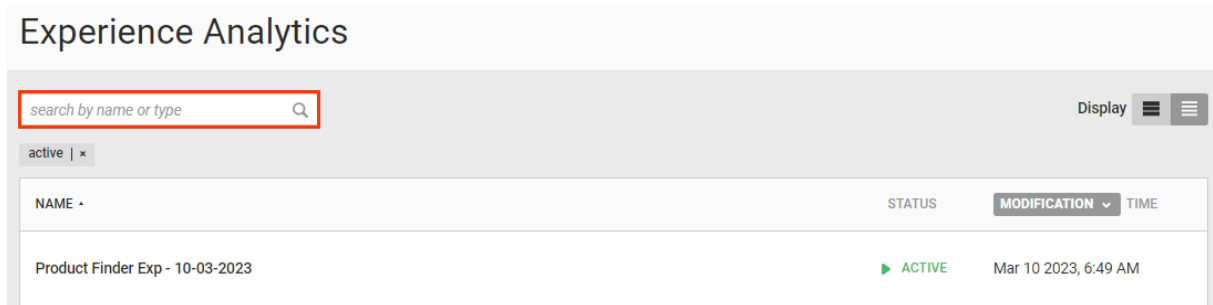 Experience Analytics
search by name or type
Display
active | ×
NAME STATUS MODIFICATION TIME
Product Finder Exp - 10-03-2023 ACTIVE Mar 10 2023, 6:49 AM